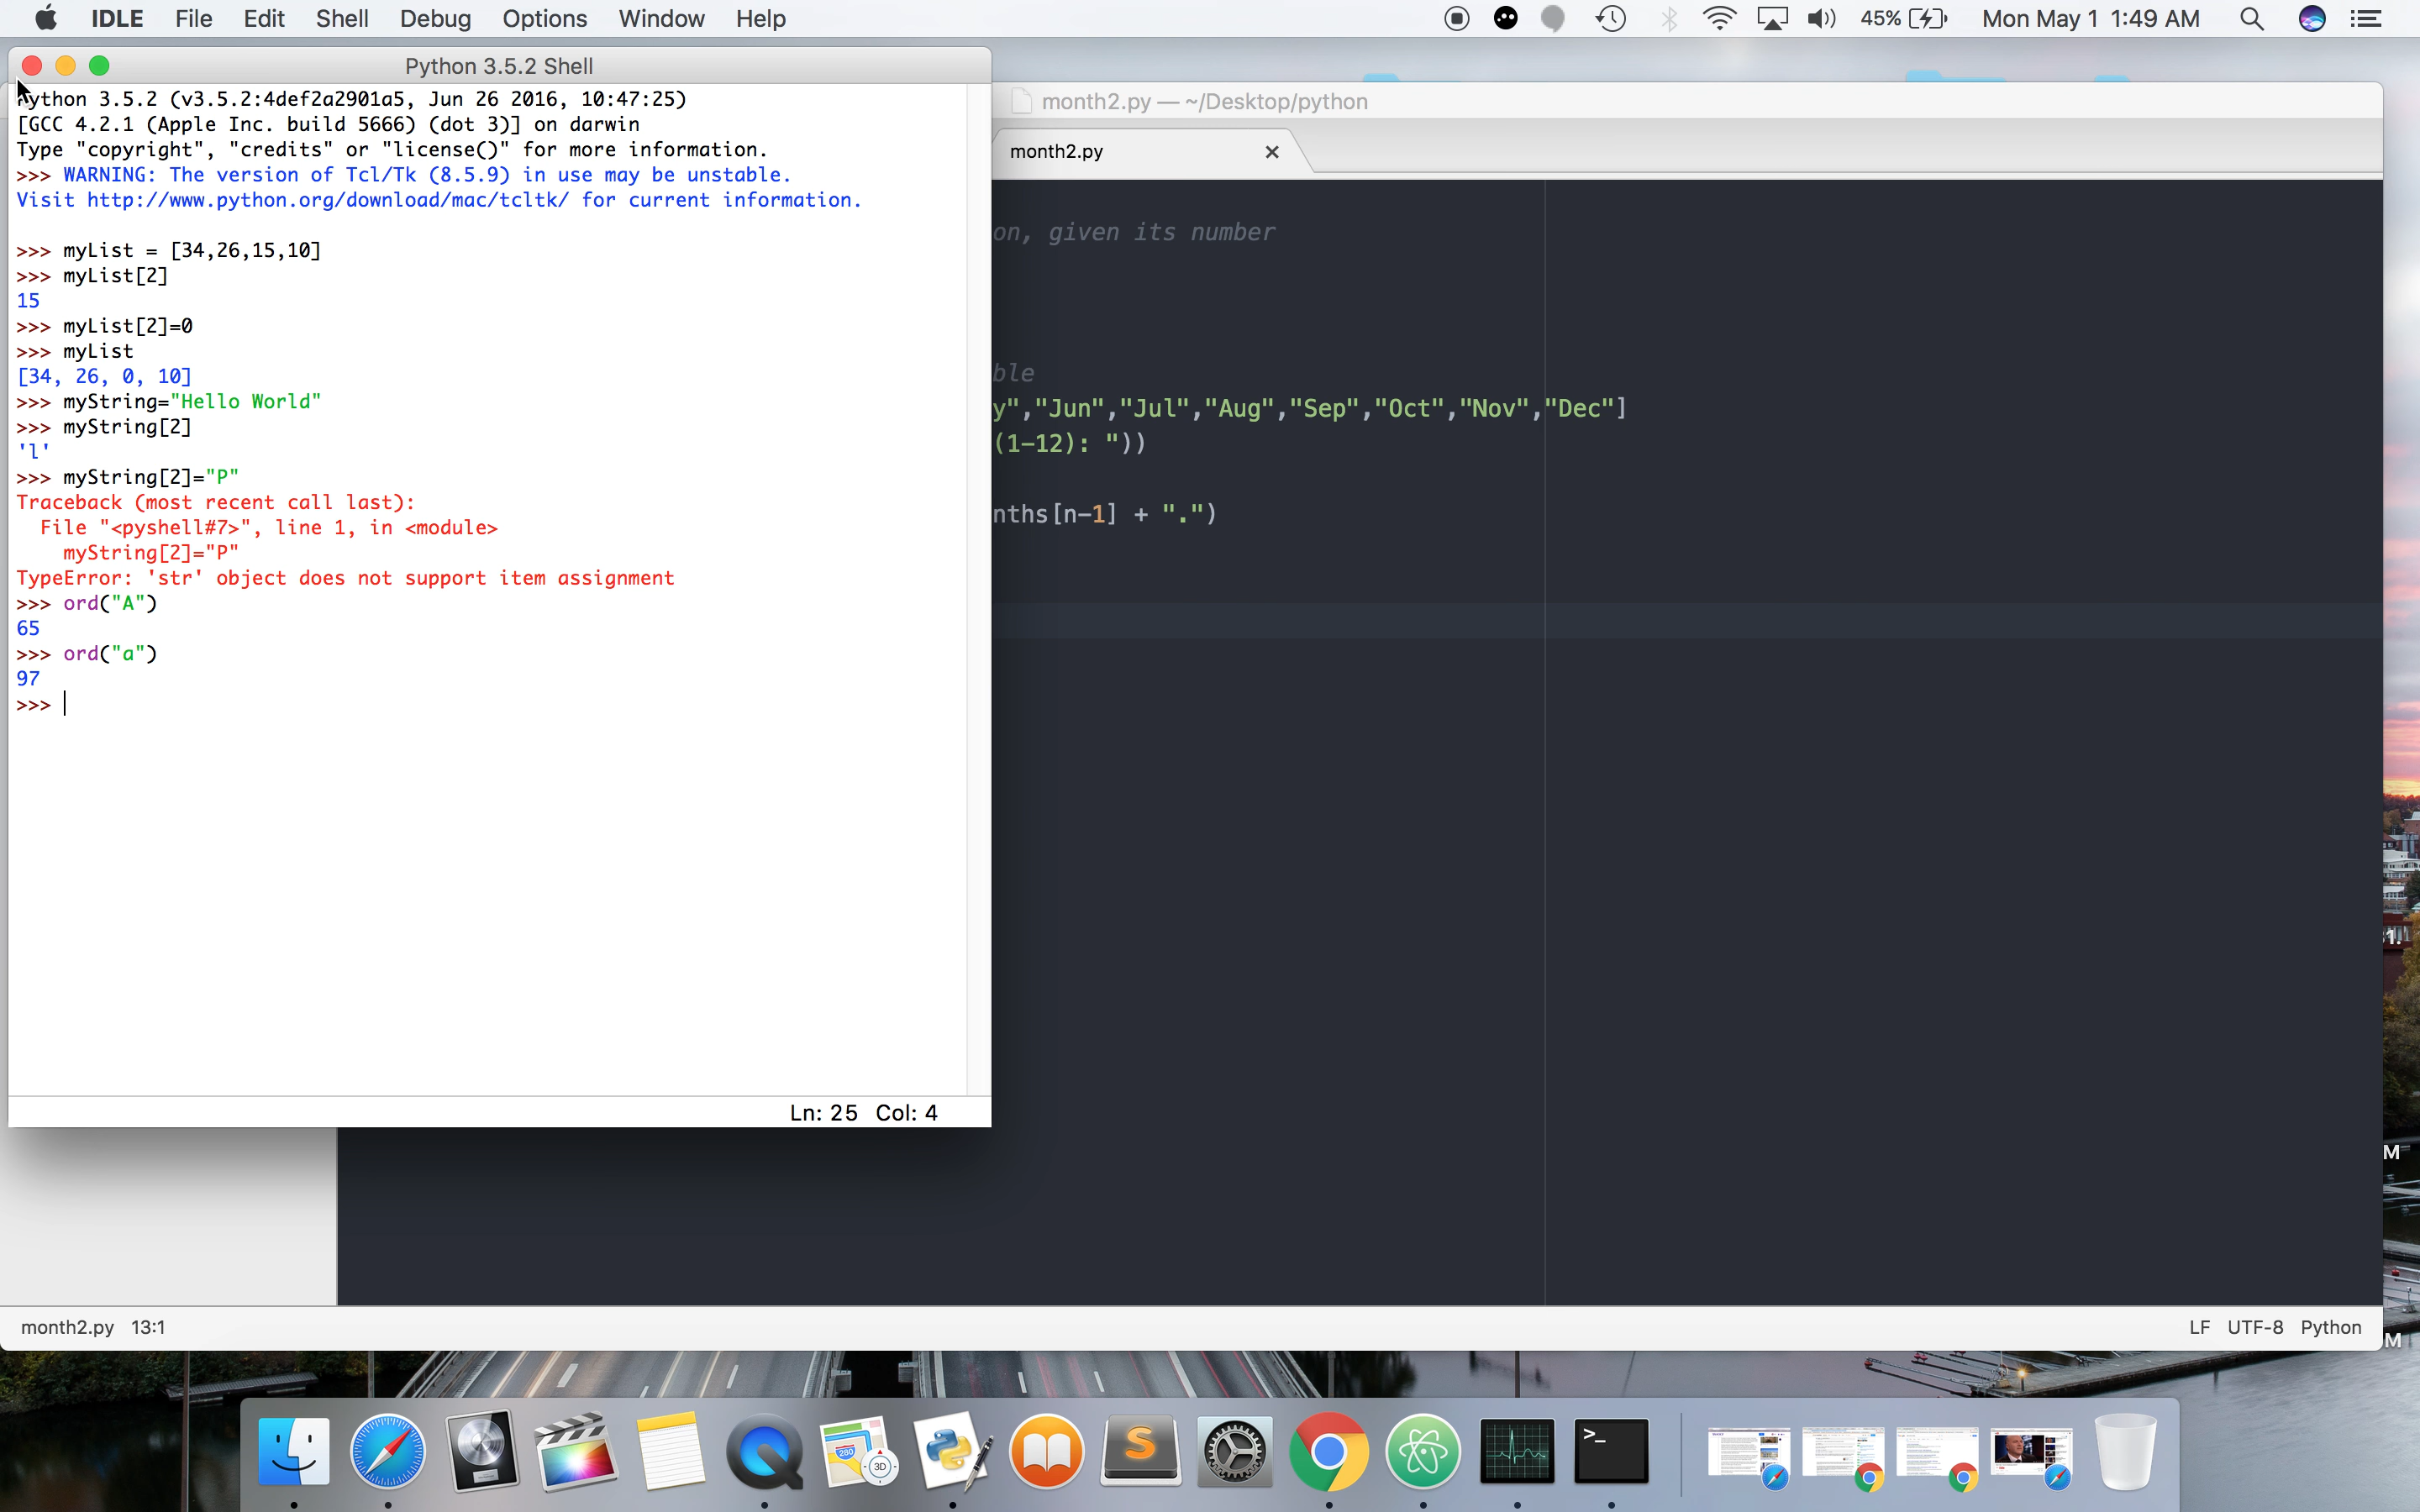 IDLE File Edit Shell Debug Options Window Help
45% Mon May 1 1:49 AM
Python 3.5.2 Shell
Python 3.5.2 (v3.5.2:4def2a2901a5, Jun 26 2016, 10:47:25)
[GCC 4.2.1 (Apple Inc. build 5666) (dot 3)] on darwin
Type "copyright", "credits" or "license()" for more information.
>>> WARNING: The version of Tcl/Tk (8.5.9) in use may be unstable.
Visit http://www.python.org/download/mac/tcltk/ for current information.
>>> myList = [34,26,15,10]
>>> myList[2]
15
>>> myList[2]=0
>>> myList
[34, 26, 0, 10]
>>> myString="Hello World"
>>> myString[2]
'l'
>>> myString[2]="P"
Traceback (most recent call last):
File "<pyshell#7>", line 1, in <module>
myString[2]="P"
TypeError: 'str' object does not support item assignment
>>> ord("A")
65
>>> ord("a")
97
>>>
Ln: 25 Col: 4
month2.py — ~/Desktop/python
month2.py
on, given its number
ble
y","Jun","Jul","Aug","Sep","Oct","Nov","Dec"]
(1-12): "))
nths[n-1] + ".")
M
month2.py 13:1
LF UTF-8 Python
M
280
3D
S
>_